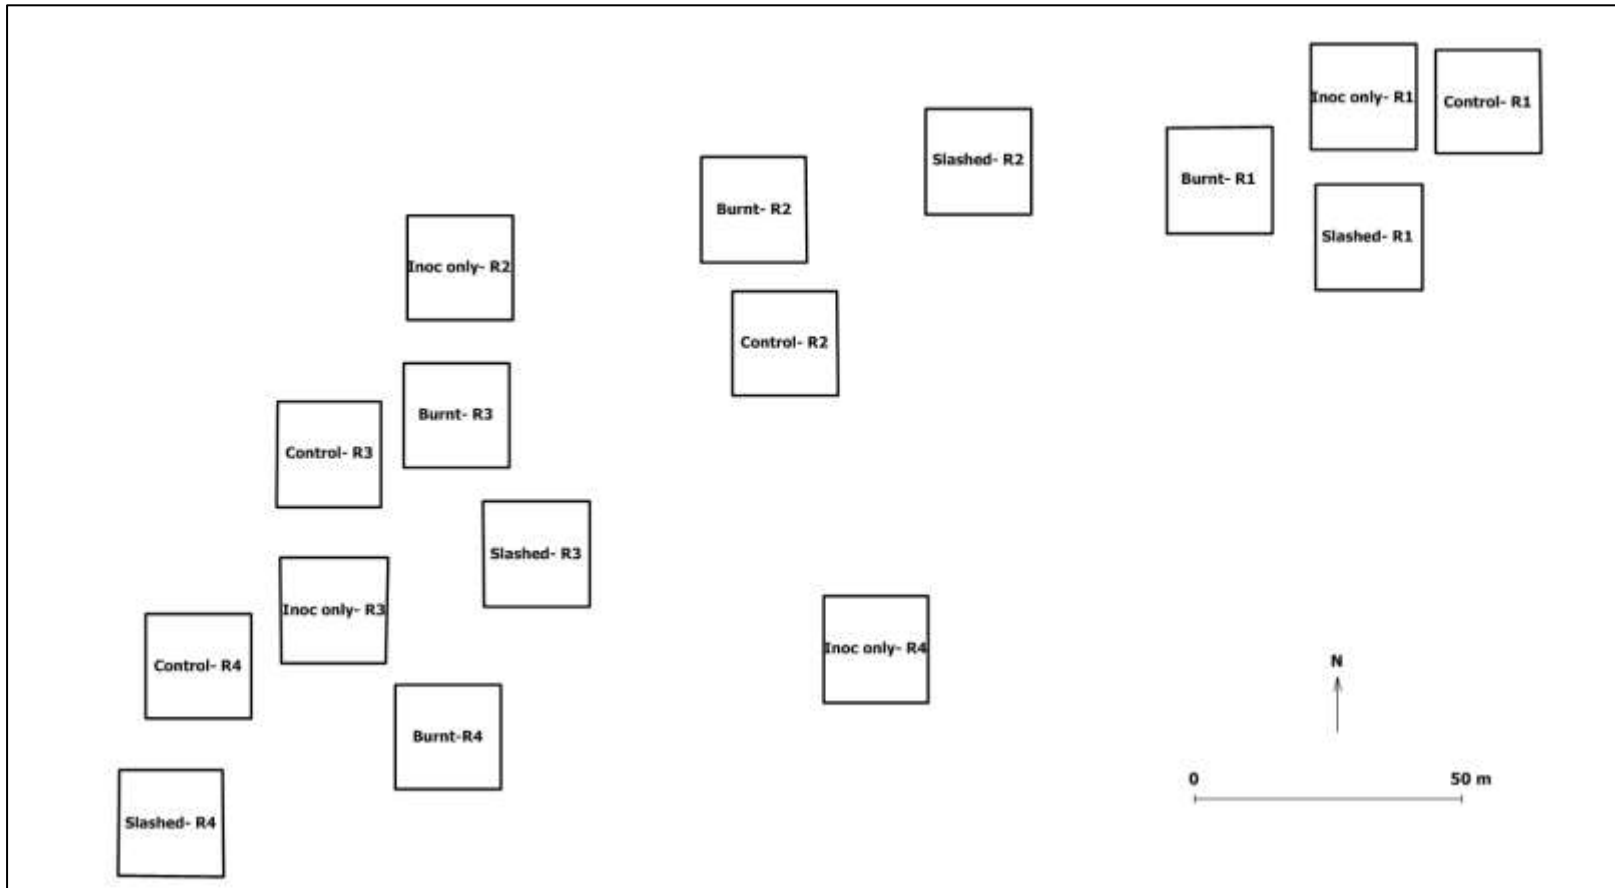 Inoc only- R1
Control- R1
Slashed- R2
Burnt- R1
Burnt- R2
Slashed- R1
Inoc only- R2
Control- R2
Burnt- R3
Control- R3
Slashed- R3
Inoc only- R3
Inoc only- R4
Control- R4
N
Burnt-R4
0 50 m
Slashed- R4